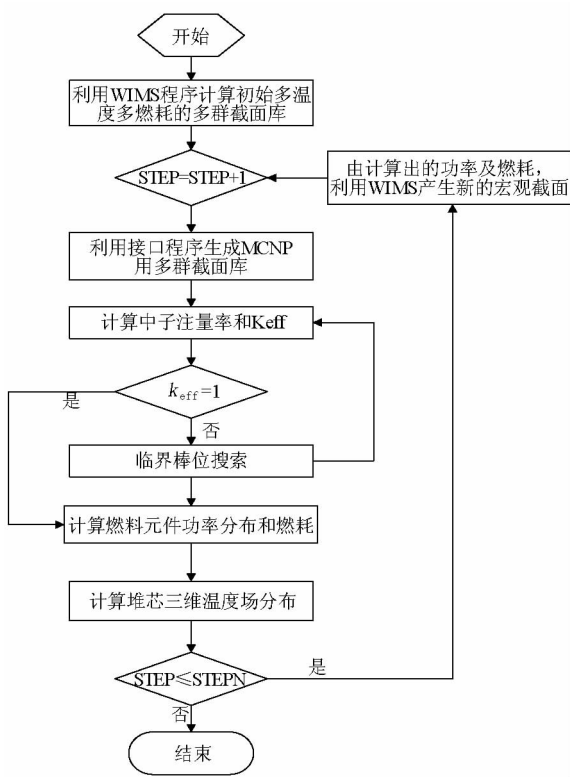 开始
利用WIMS程序计算初始多温
度多燃耗的多群截面库
STEP=STEP+1
由计算出的功率及燃耗,
利用WIMS产生新的宏观截面
利用接口程序生成MCNP
用多群截面库
计算中子注量率和Keff
keff=1
是
否
临界棒位搜索
计算燃料元件功率分布和燃耗
计算堆芯三维温度场分布
STEP≤STEPN
是
否
结束